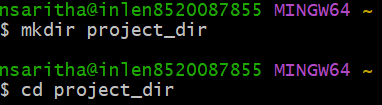 nsaritha@inlen8520087855 MINGW64 ~
$ mkdir project_dir
nsaritha@inlen8520087855 MINGW64 ~
$ cd project_dir